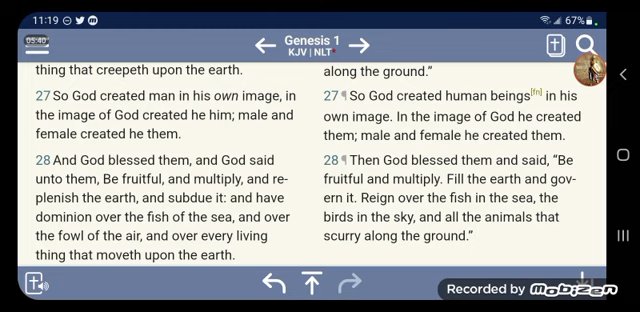 11:19
67%
05:40
Genesis 1
KJV | NLT
thing that creepeth upon the earth.
27 So God created man in his own image, in
the image of God created he him; male and
female created he them.
28 And God blessed them, and God said
unto them, Be fruitful, and multiply, and re-
plenish the earth, and subdue it: and have
dominion over the fish of the sea, and over
the fowl of the air, and over every living
thing that moveth upon the earth.
along the ground.”
27 ¶ So God created human beings[fn] in his
own image. In the image of God he created
them; male and female he created them.
28 ¶ Then God blessed them and said, “Be
fruitful and multiply. Fill the earth and gov-
ern it. Reign over the fish in the sea, the
birds in the sky, and all the animals that
scurry along the ground.”
Recorded by Mobizen